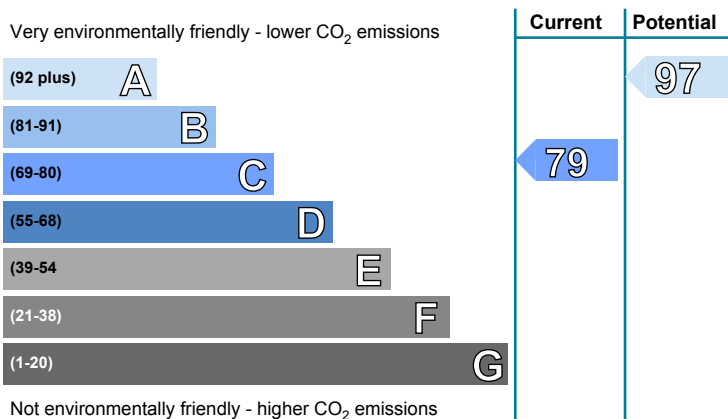 Current Potential
Very environmentally friendly - lower CO2 emissions
(92 plus) A 97
(81-91) B
(69-80) C 79
(55-68) D
(39-54 E
(21-38) F
(1-20) G
Not environmentally friendly - higher CO2 emissions